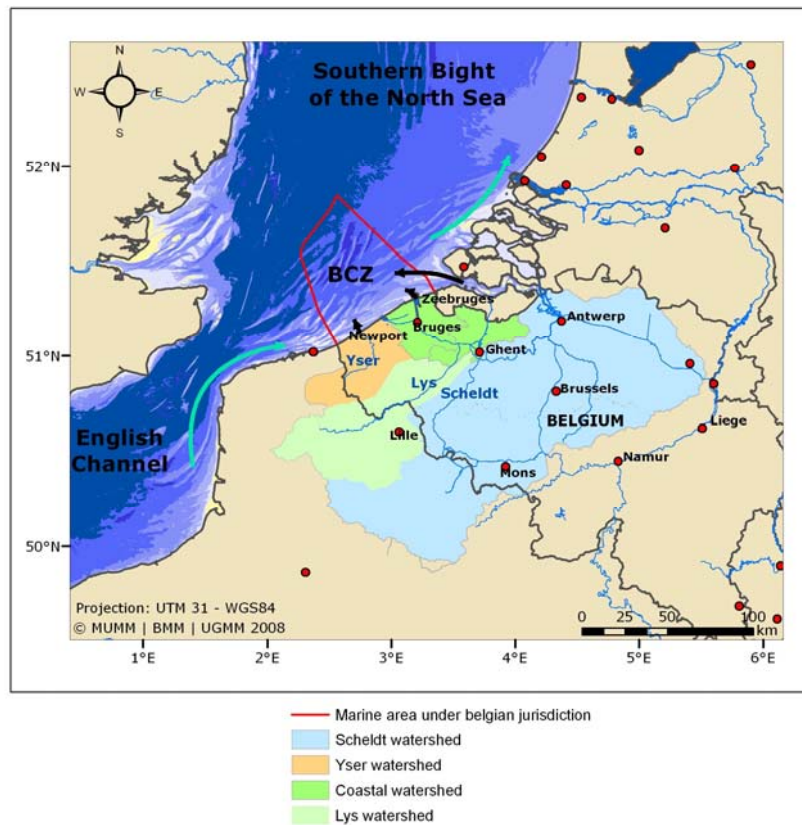 N
W E
S
Southern Bight
of the North Sea
52°N
BCZ
Zeebruges
Bruges
Antwerp
Newport
51°N
Ghent
Yser
Lys
Scheldt
Brussels
BELGIUM
English
Channel
Lille
Liege
Namur
Mons
50°N
Projection: UTM 31 - WGS84
© MUMM | BMM | UGMM 2008
0 25 50 100
km
1°E 2°E 3°E 4°E 5°E 6°E
Marine area under belgian jurisdiction
Scheldt watershed
Yser watershed
Coastal watershed
Lys watershed